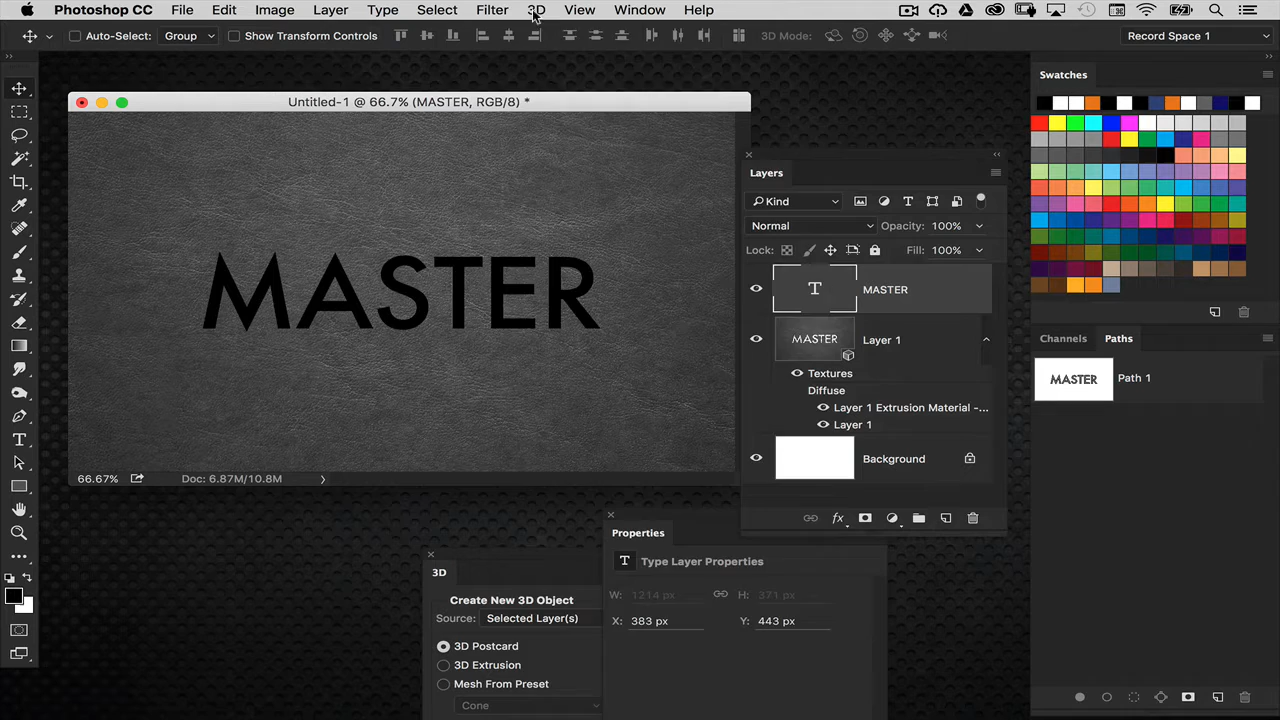 Photoshop CC File Edit Image Layer Type Select Filter 3D View Window Help
Auto-Select: Group Show Transform Controls 3D Mode: Record Space 1
Untitled-1 @ 66.7% (MASTER, RGB/8) *
MASTER
66.67% Doc: 6.87M/10.8M
Layers
Kind
Normal Opacity: 100%
Lock: Fill: 100%
T MASTER
MASTER Layer 1
Textures
Diffuse
Layer 1 Extrusion Material -...
Layer 1
Background
fx
Swatches
Channels Paths
MASTER Path 1
3D
Create New 3D Object
Source: Selected Layer(s)
3D Postcard
3D Extrusion
Mesh From Preset
Cone
Properties
T Type Layer Properties
W: 1214 px H: 371 px
X: 383 px Y: 443 px